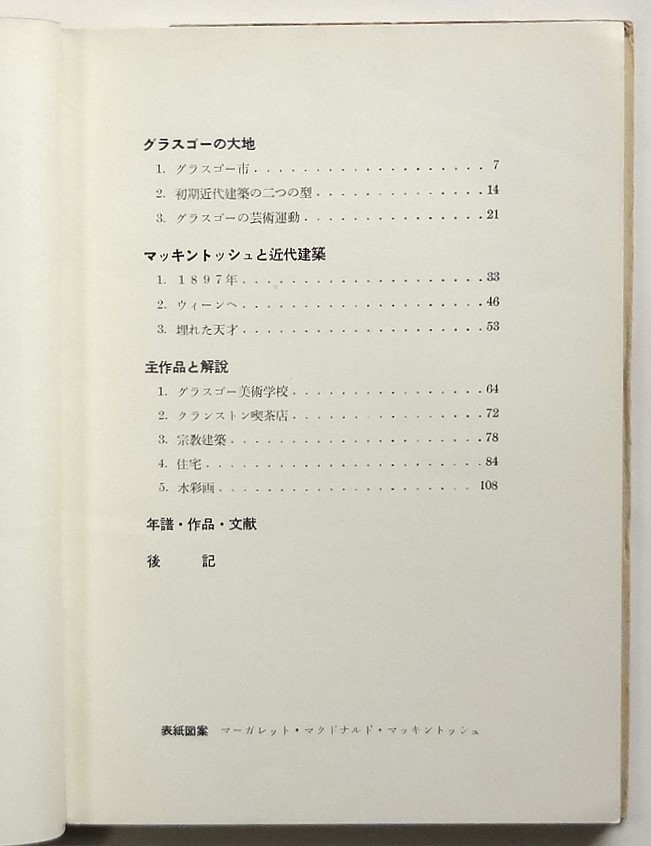 グラスゴーの大地
1. グラスゴー市 . . . . . . . . . . . . . . . . . . . 7
2. 初期近代建築の二つの型 . . . . . . . . . . . . . . 14
3. グラスゴーの芸術運動 . . . . . . . . . . . . . . . 21
マッキントッシュと近代建築
1. １８９７年 . . . . . . . . . . . . . . . . . . . . 33
2. ウィーンへ . . . . . . . . . . . . . . . . . . . . 46
3. 埋れた天才 . . . . . . . . . . . . . . . . . . . . 53
主作品と解説
1. グラスゴー美術学校 . . . . . . . . . . . . . . . . 64
2. クランストン喫茶店 . . . . . . . . . . . . . . . . 72
3. 宗教建築 . . . . . . . . . . . . . . . . . . . . . 78
4. 住宅 . . . . . . . . . . . . . . . . . . . . . . . 84
5. 水彩画 . . . . . . . . . . . . . . . . . . . . . 108
年譜・作品・文献
後　　記
表紙図案　マーガレット・マクドナルド・マッキントッシュ